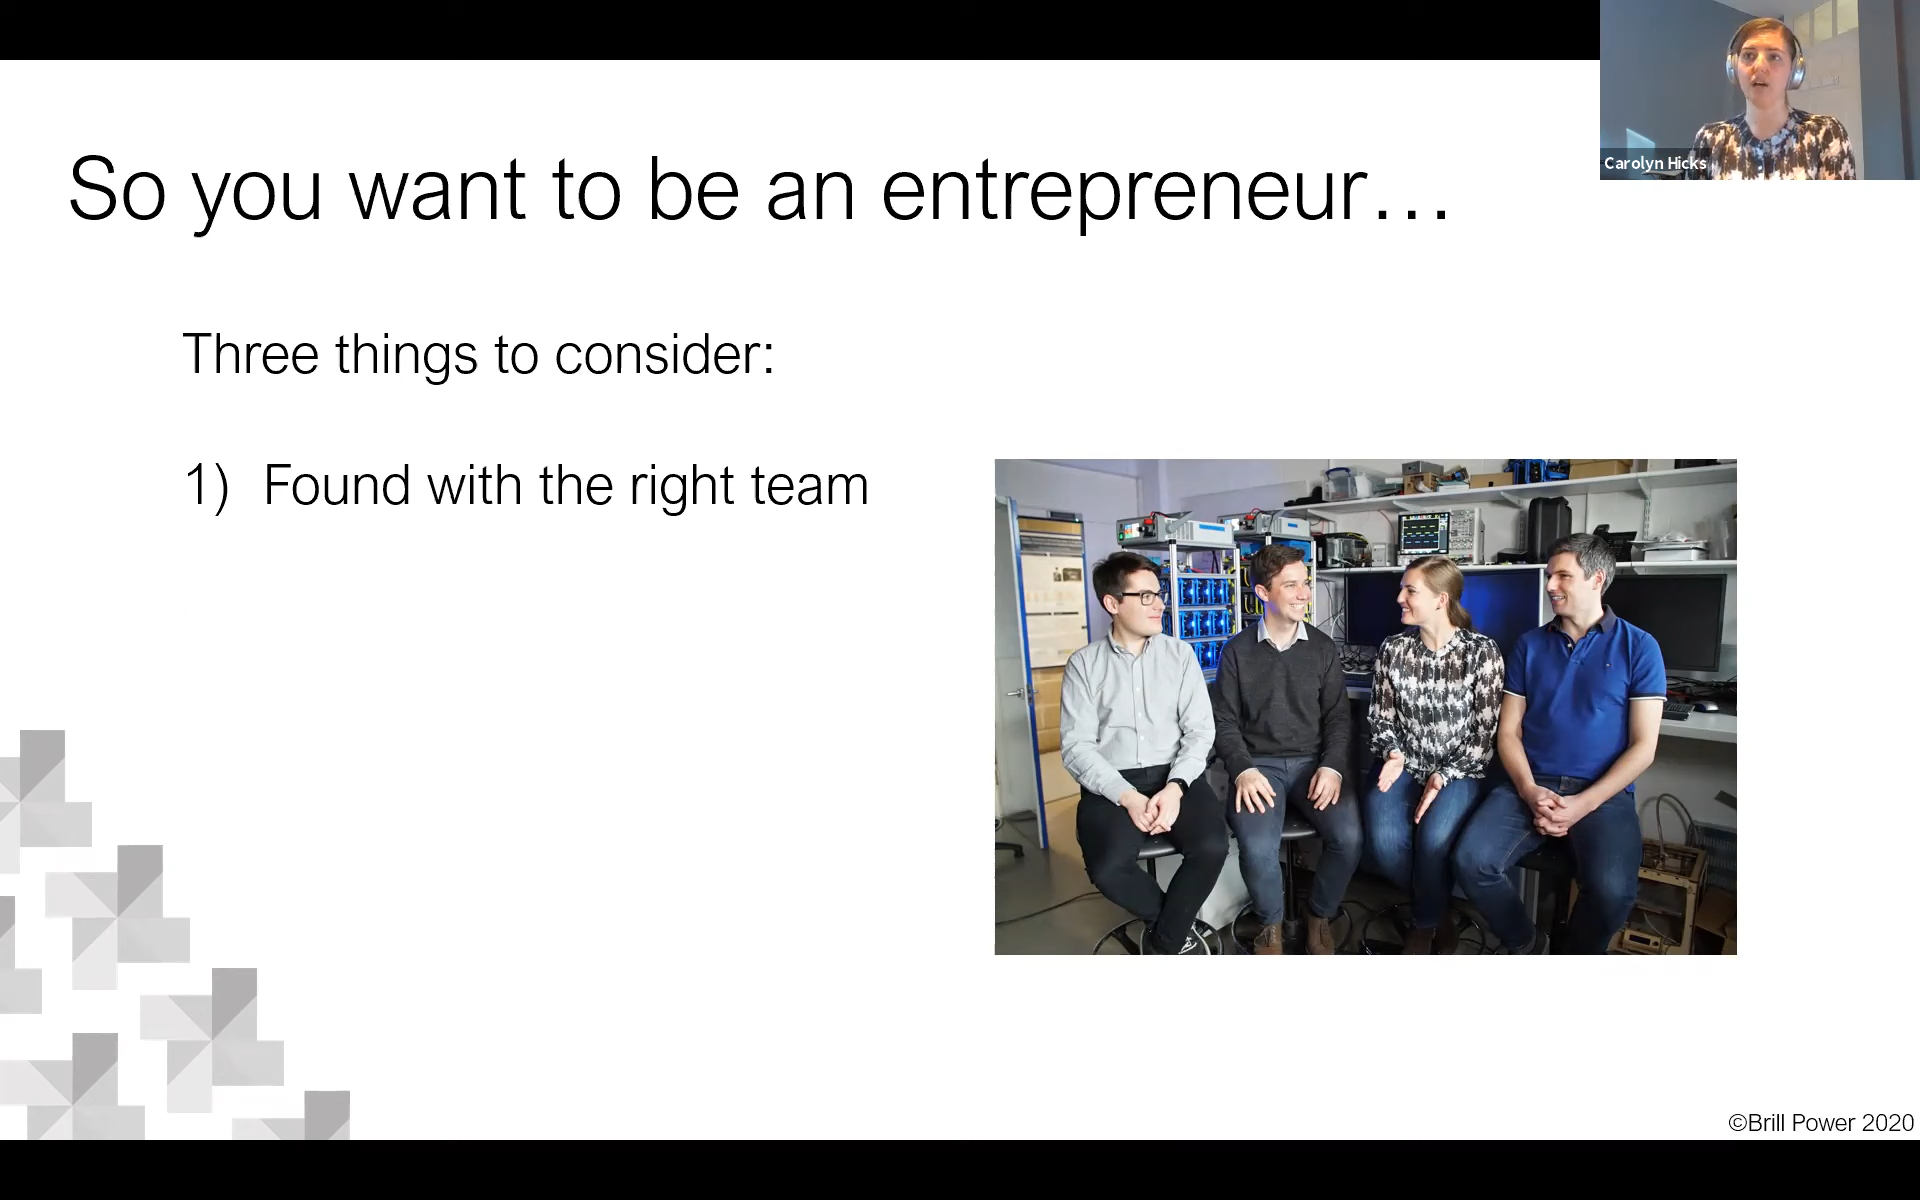 So you want to be an entrepreneur…
Carolyn Hicks
Three things to consider:
1) Found with the right team
©Brill Power 2020